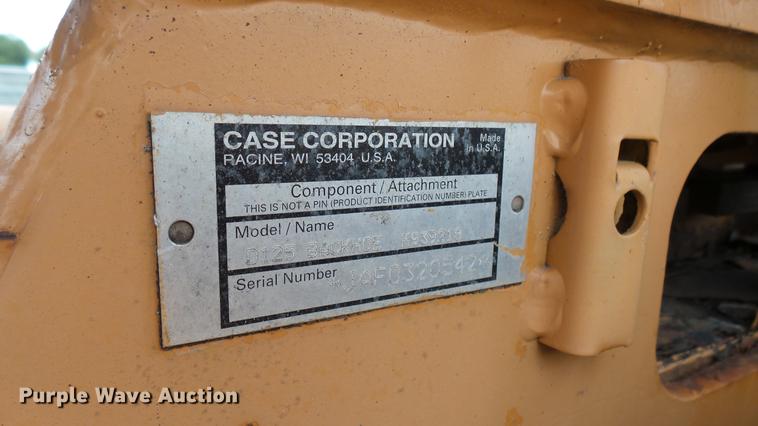 CASE CORPORATION
Made
in U.S.A.
RACINE, WI 53404 U.S.A.
Component / Attachment
THIS IS NOT A PIN (PRODUCT IDENTIFICATION NUMBER) PLATE
Model / Name
D125 BACKHOE
Serial Number
Purple Wave Auction